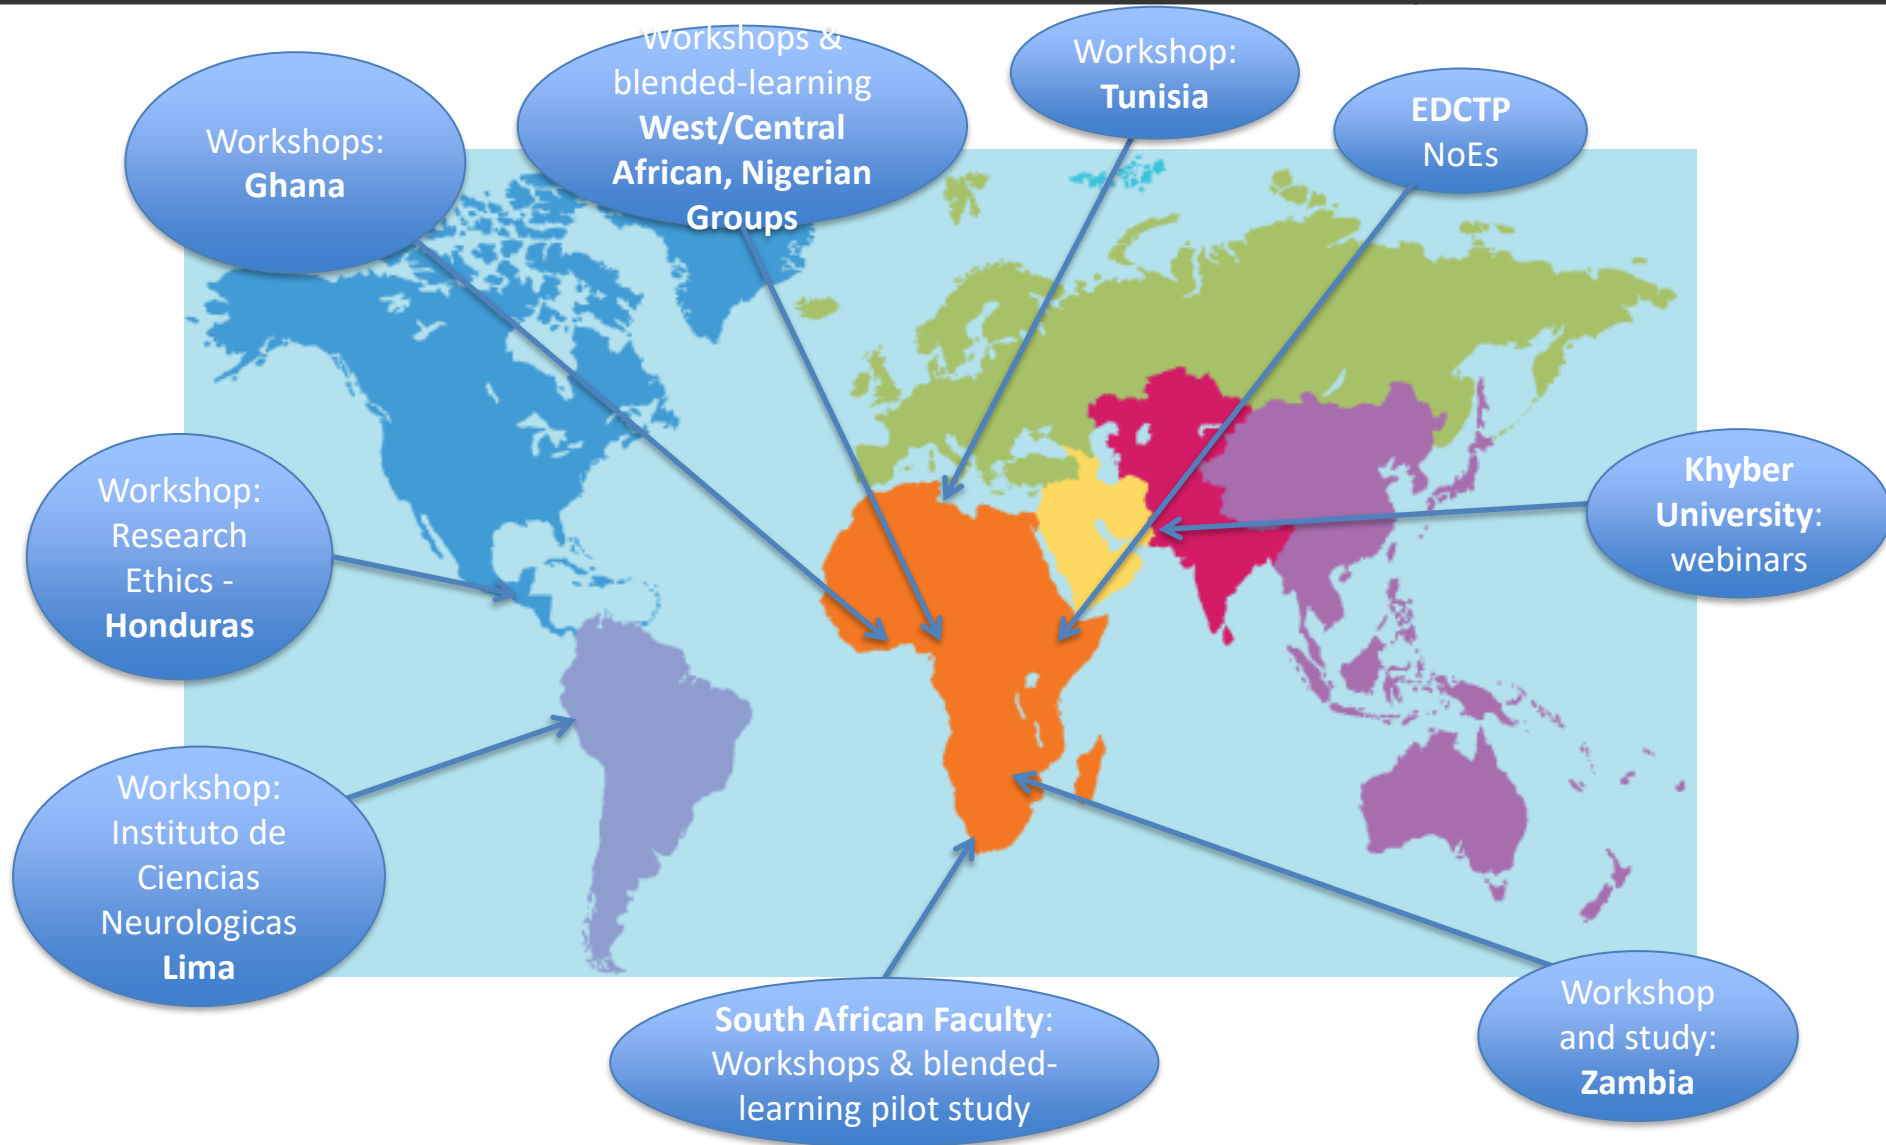 Workshops &
blended-learning
West/Central
African, Nigerian
Groups
Workshop:
Tunisia
EDCTP
NoEs
Workshops:
Ghana
Khyber
University:
webinars
Workshop:
Research
Ethics -
Honduras
Workshop:
Instituto de
Ciencias
Neurologicas
Lima
South African Faculty:
Workshops & blended-
learning pilot study
Workshop
and study:
Zambia